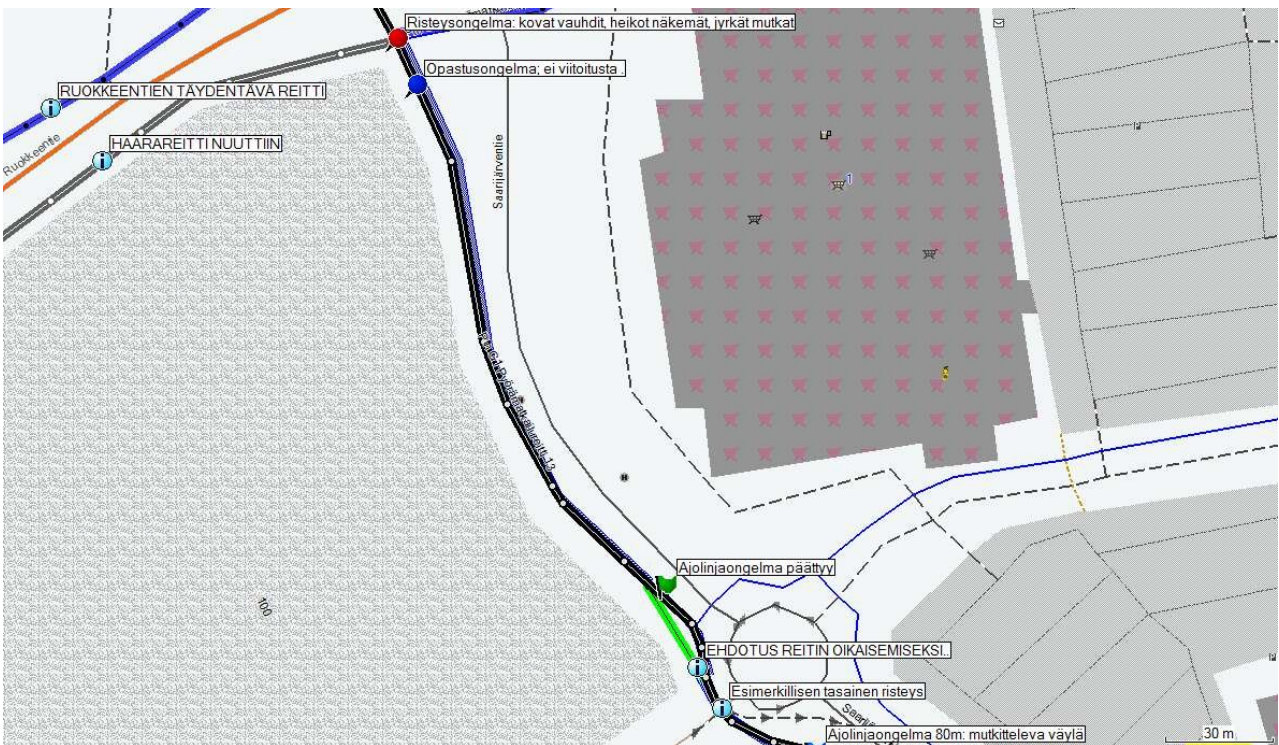 Risteysongelma: kovat vauhdit, heikot näkemät, jyrkät mutkat
Opastusongelma; ei viitoitusta .
RUOKKEENTIEN TÄYDENTÄVÄ REITTI
Ruokkeentie
HAARAREITTI NUUTTIIN
Saarijärventie
1
100
Ajolinjaongelma päättyy
EHDOTUS REITIN OIKAISEMISEKSI..
Esimerkillisen tasainen risteys
Ajolinjaongelma 80m: mutkitteleva väylä
30 m